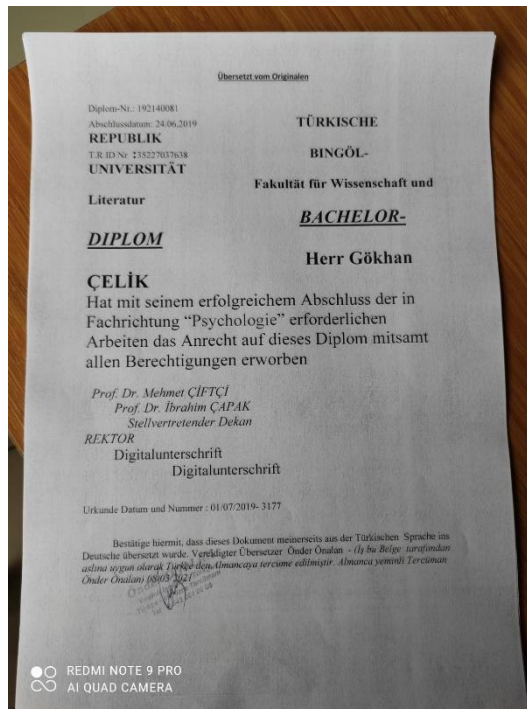 Übersetzt vom Originalen
Diplom-Nr.: 192140081
Abschlussdatum: 24.06.2019 TÜRKISCHE
REPUBLIK
T.R.ID Nr :35227037638 BINGÖL-
UNIVERSITÄT
Fakultät für Wissenschaft und
Literatur
BACHELOR-
DIPLOM
Herr Gökhan
ÇELİK
Hat mit seinem erfolgreichem Abschluss der in
Fachrichtung “Psychologie” erforderlichen
Arbeiten das Anrecht auf dieses Diplom mitsamt
allen Berechtigungen erworben
Prof. Dr. Mehmet ÇİFTÇİ
Prof. Dr. İbrahim ÇAPAK
Stellvertretender Dekan
REKTOR
Digitalunterschrift
Digitalunterschrift
Urkunde Datum und Nummer : 01/07/2019- 3177
Bestätige hiermit, dass dieses Dokument meinerseits aus der Türkischen Sprache ins
Deutsche übersetzt wurde. Vereidigter Übersetzer Önder Önalan - (İş bu Belge tarafından
aslına uygun olarak Türkçe'den Almancaya tercüme edilmiştir. Almanca yeminli Tercüman
Önder Önalan)
REDMI NOTE 9 PRO
AI QUAD CAMERA